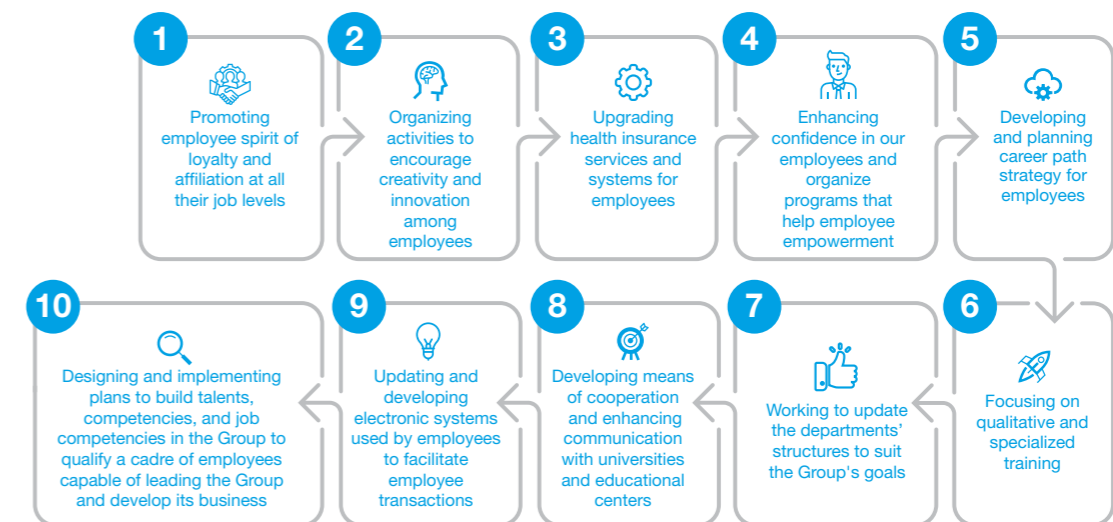 1
Promoting
employee spirit of
loyalty and
affiliation at all
their job levels
2
Organizing
activities to
encourage
creativity and
innovation
among
employees
3
Upgrading
health insurance
services and
systems for
employees
4
Enhancing
confidence in our
employees and
organize
programs that
help employee
empowerment
5
Developing
and planning
career path
strategy for
employees
6
Focusing on
qualitative and
specialized
training
7
Working to update
the departments’
structures to suit
the Group's goals
8
Developing means
of cooperation
and enhancing
communication
with universities
and educational
centers
9
Updating and
developing
electronic systems
used by employees
to facilitate
employee
transactions
10
Designing and implementing
plans to build talents,
competencies, and job
competencies in the Group to
qualify a cadre of employees
capable of leading the Group
and develop its business